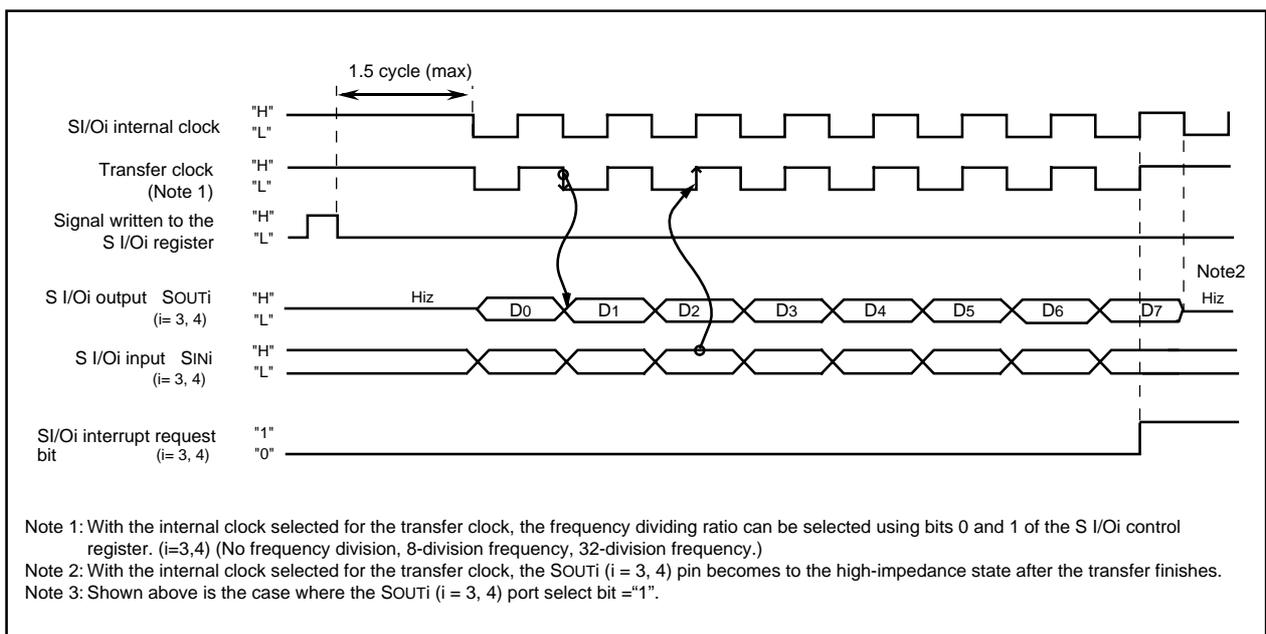 1.5 cycle (max)
SI/Oi internal clock
"H"
"L"
Transfer clock
(Note 1)
"H"
"L"
Signal written to the
S I/Oi register
"H"
"L"
S I/Oi output SOUTi
(i= 3, 4)
"H"
"L"
Hiz
D0
D1
D2
D3
D4
D5
D6
D7
Note2
Hiz
S I/Oi input SINi
(i= 3, 4)
"H"
"L"
SI/Oi interrupt request
bit (i= 3, 4)
"1"
"0"
Note 1: With the internal clock selected for the transfer clock, the frequency dividing ratio can be selected using bits 0 and 1 of the S I/Oi control
register. (i=3,4) (No frequency division, 8-division frequency, 32-division frequency.)
Note 2: With the internal clock selected for the transfer clock, the SOUTi (i = 3, 4) pin becomes to the high-impedance state after the transfer finishes.
Note 3: Shown above is the case where the SOUTi (i = 3, 4) port select bit =“1”.